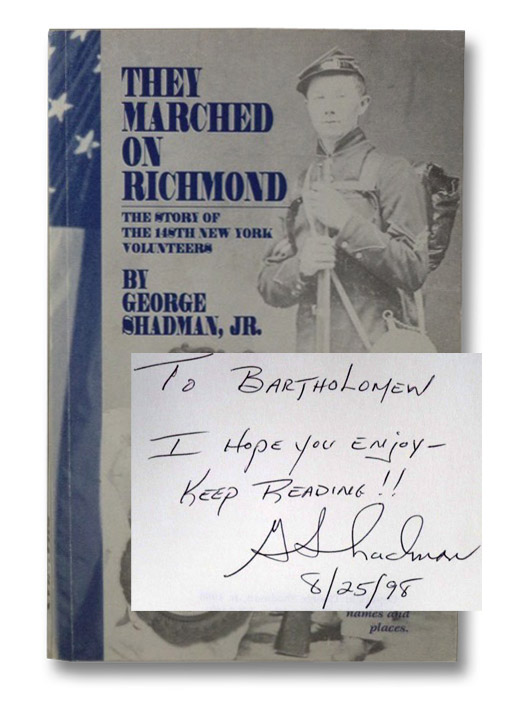 THEY
MARCHED
ON
RICHMOND
THE STORY OF
THE 148TH NEW YORK
VOLUNTEERS
BY
GEORGE
SHADMAN, JR.
To Bartholomew
I Hope you enjoy—
Keep Reading!!
G Shadman
8/25/98
names and
places.